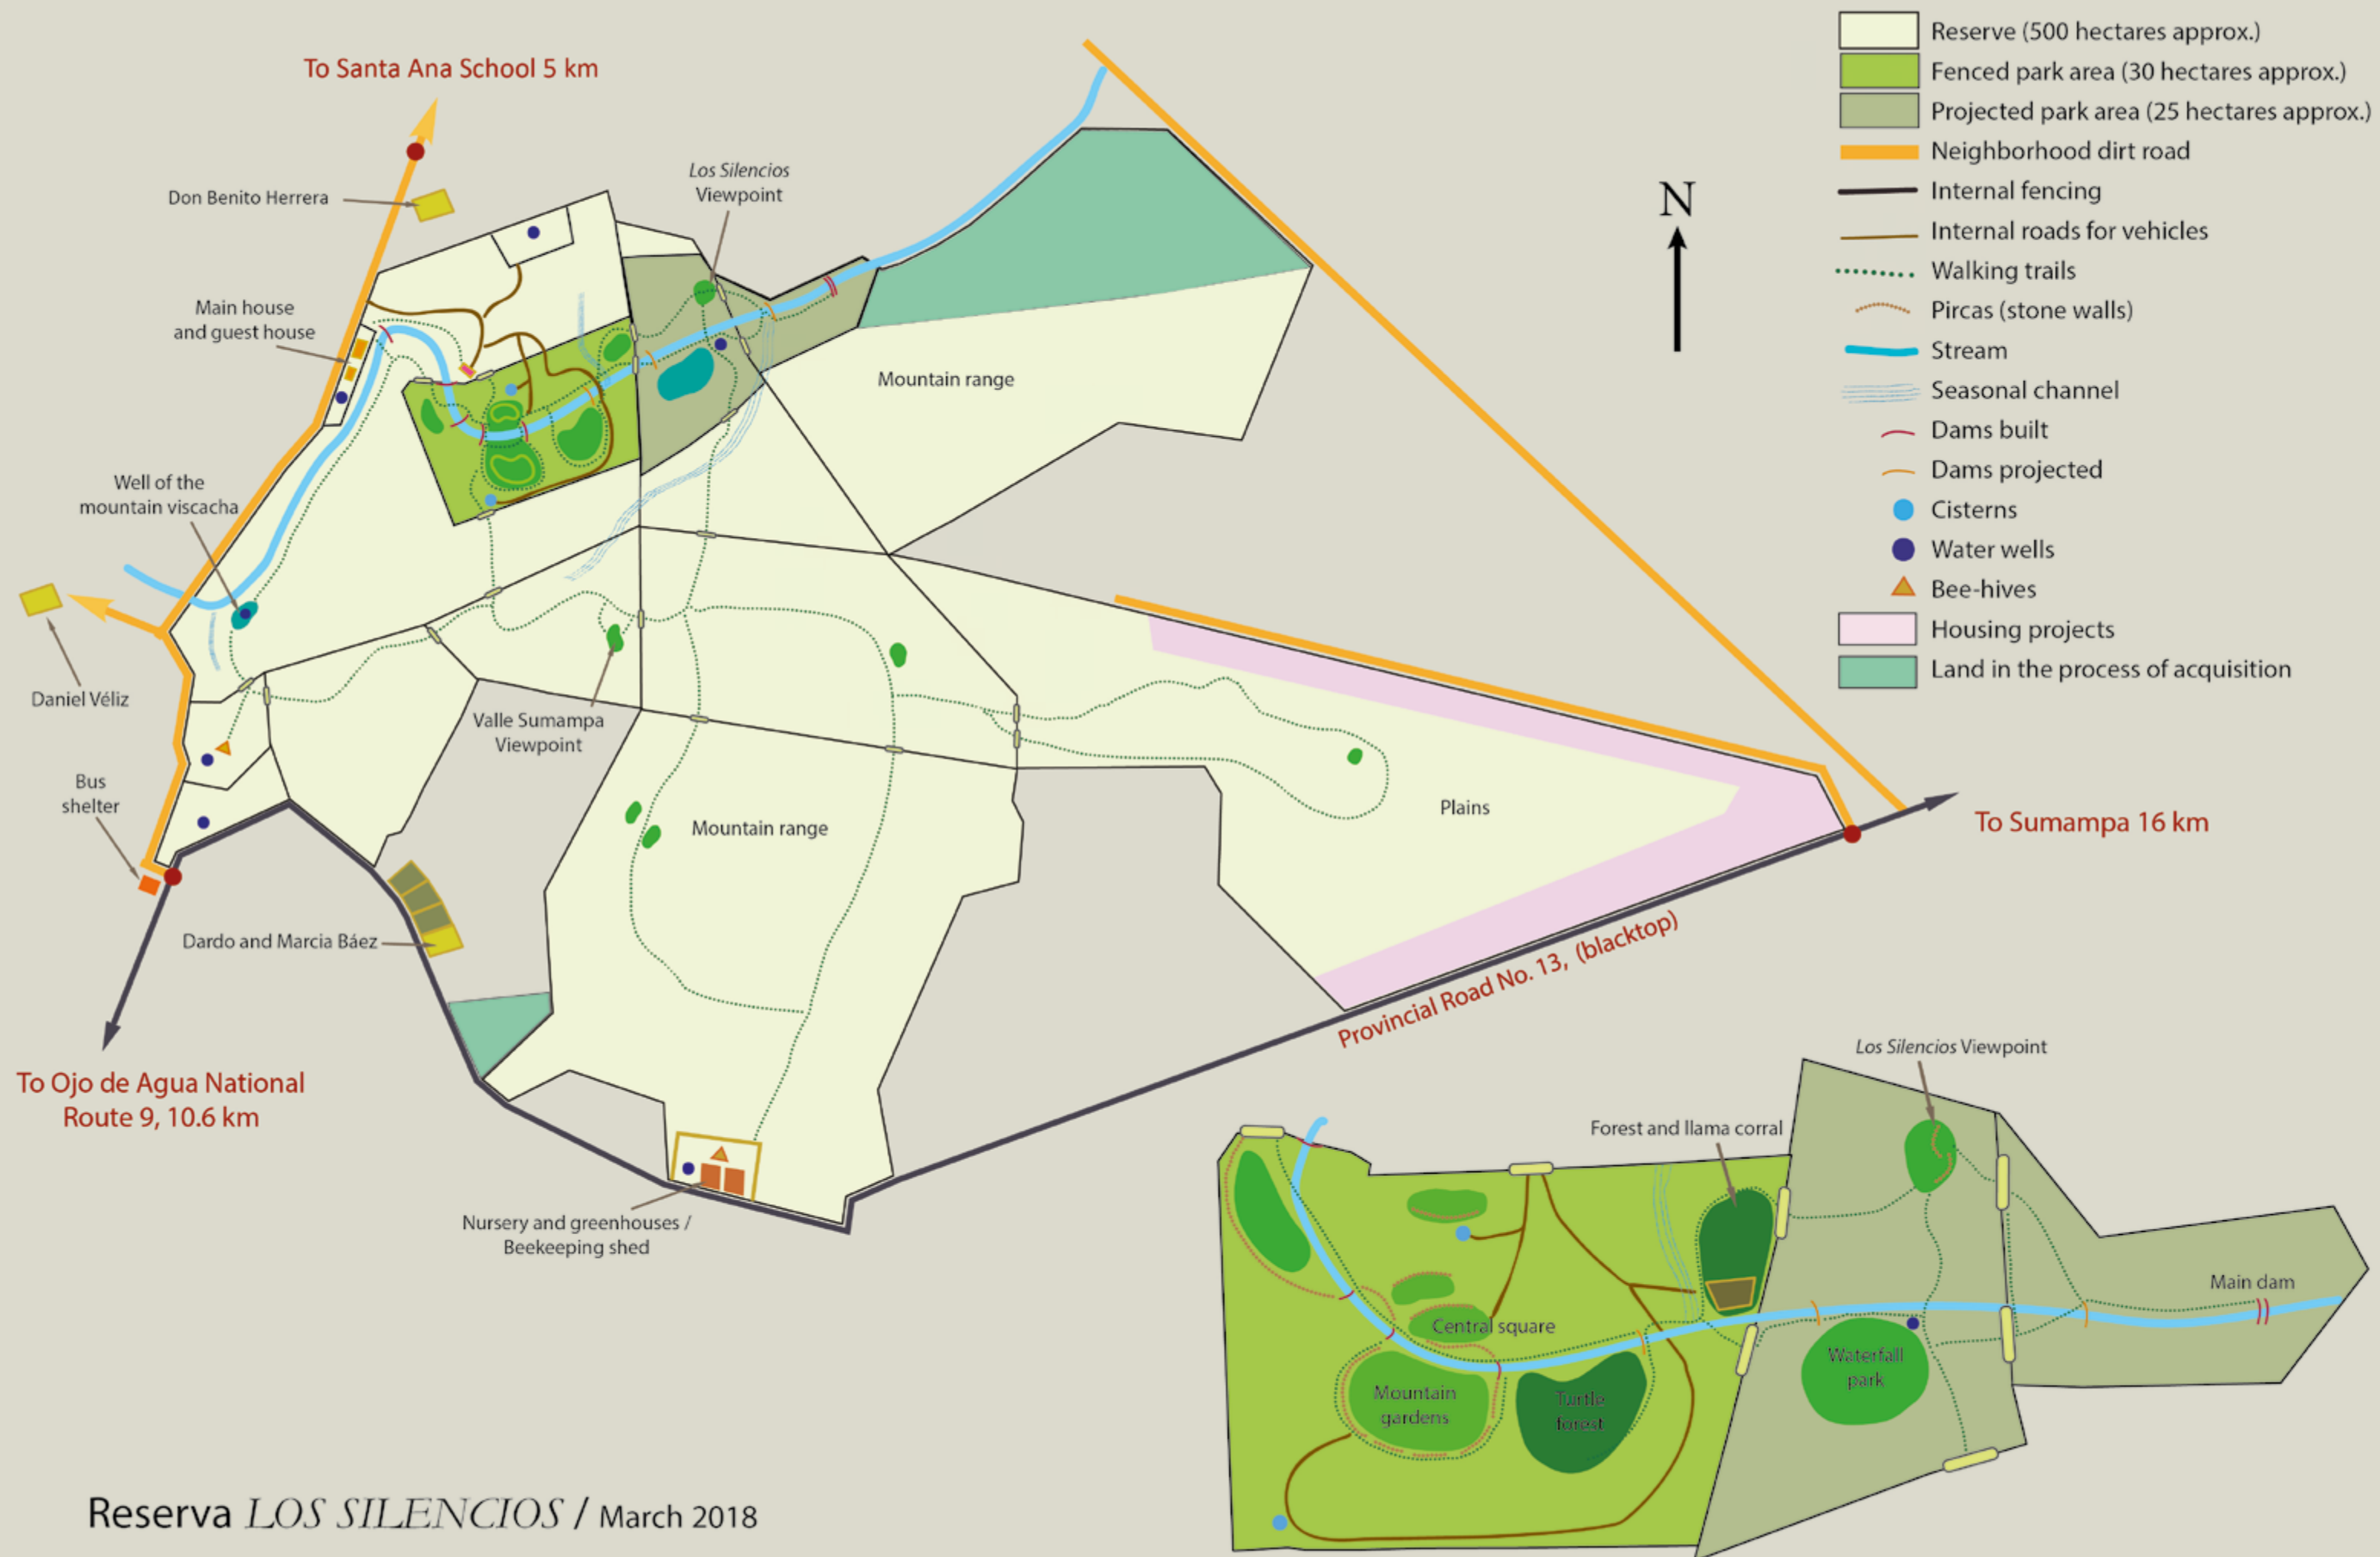 To Santa Ana School 5 km
Don Benito Herrera
Los Silencios
Viewpoint
Main house
and guest house
Mountain range
Well of the
mountain viscacha
Daniel Véliz
Valle Sumampa
Viewpoint
Bus
shelter
Mountain range
Plains
To Sumampa 16 km
Dardo and Marcia Báez
Provincial Road No. 13, (blacktop)
To Ojo de Agua National
Route 9, 10.6 km
Nursery and greenhouses /
Beekeeping shed
N
Reserve (500 hectares approx.)
Fenced park area (30 hectares approx.)
Projected park area (25 hectares approx.)
Neighborhood dirt road
Internal fencing
Internal roads for vehicles
Walking trails
Pircas (stone walls)
Stream
Seasonal channel
Dams built
Dams projected
Cisterns
Water wells
Bee-hives
Housing projects
Land in the process of acquisition
Los Silencios Viewpoint
Forest and llama corral
Main dam
Central square
Waterfall
park
Mountain
gardens
Turtle
forest
Reserva LOS SILENCIOS / March 2018